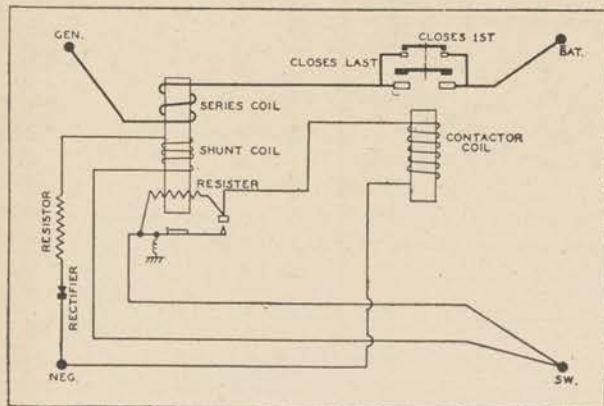 GEN.
CLOSES 1ST
BAT.
CLOSES LAST
SERIES COIL
SHUNT COIL
CONTACTOR
COIL
RESISTER
RESISTOR
RECTIFIER
NEG.
SW.